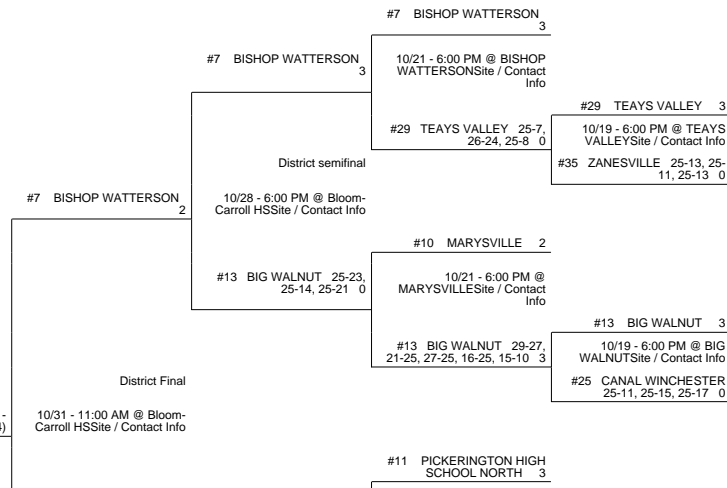 #7 BISHOP WATTERSON
3
10/21 - 6:00 PM @ BISHOP
WATTERSONSite / Contact
Info
#7 BISHOP WATTERSON
3
#29 TEAYS VALLEY 3
10/19 - 6:00 PM @ TEAYS
VALLEYSite / Contact Info
#29 TEAYS VALLEY 25-7,
26-24, 25-8 0
#35 ZANESVILLE 25-13, 25-
11, 25-13 0
District semifinal
10/28 - 6:00 PM @ Bloom-
Carroll HSSite / Contact Info
#7 BISHOP WATTERSON
2
#10 MARYSVILLE 2
10/21 - 6:00 PM @
MARYSVILLESite / Contact
Info
#13 BIG WALNUT 25-23,
25-14, 25-21 0
#13 BIG WALNUT 3
10/19 - 6:00 PM @ BIG
WALNUTSite / Contact Info
#13 BIG WALNUT 29-27,
21-25, 27-25, 16-25, 15-10 3
#25 CANAL WINCHESTER
25-11, 25-15, 25-17 0
District Final
10/31 - 11:00 AM @ Bloom-
Carroll HSSite / Contact Info
#11 PICKERINGTON HIGH
SCHOOL NORTH 3